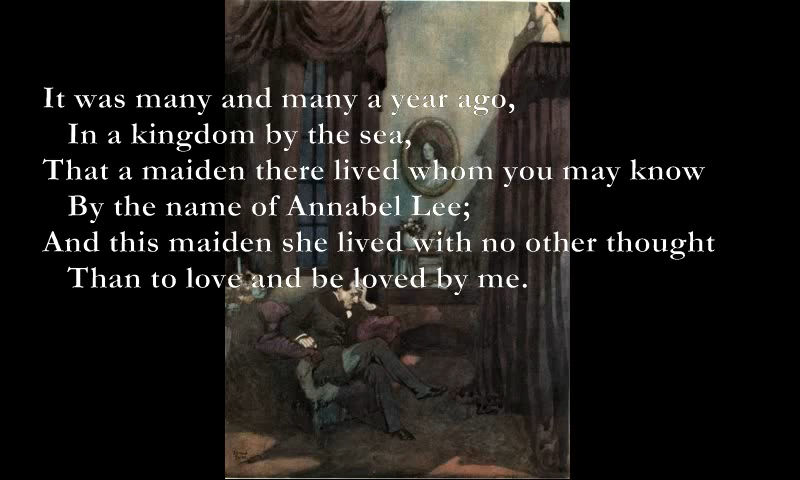 It was many and many a year ago,
In a kingdom by the sea,
That a maiden there lived whom you may know
By the name of Annabel Lee;
And this maiden she lived with no other thought
Than to love and be loved by me.